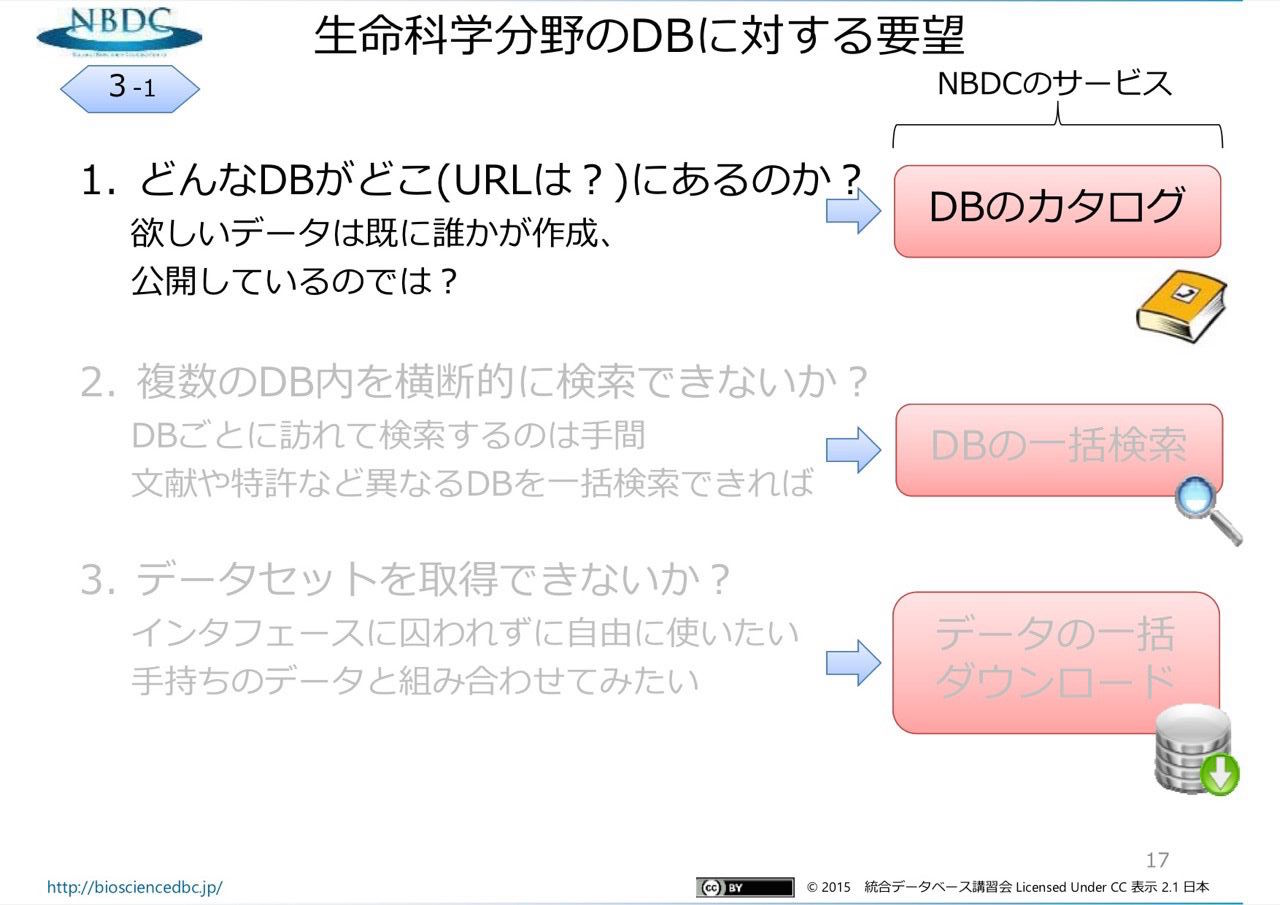 NBDC
生命科学分野のDBに対する要望
3 -1
NBDCのサービス
1. どんなDBがどこ(URLは？)にあるのか？
DBのカタログ
欲しいデータは既に誰かが作成、
公開しているのでは？
2. 複数のDB内を横断的に検索できないか？
DBごとに訪れて検索するのは手間
文献や特許など異なるDBを一括検索できれば
DBの一括検索
3. データセットを取得できないか？
インタフェースに囚われずに自由に使いたい
手持ちのデータと組み合わせてみたい
データの一括
ダウンロード
17
http://biosciencedbc.jp/
cc BY
© 2015 統合データベース講習会 Licensed Under CC 表示 2.1 日本